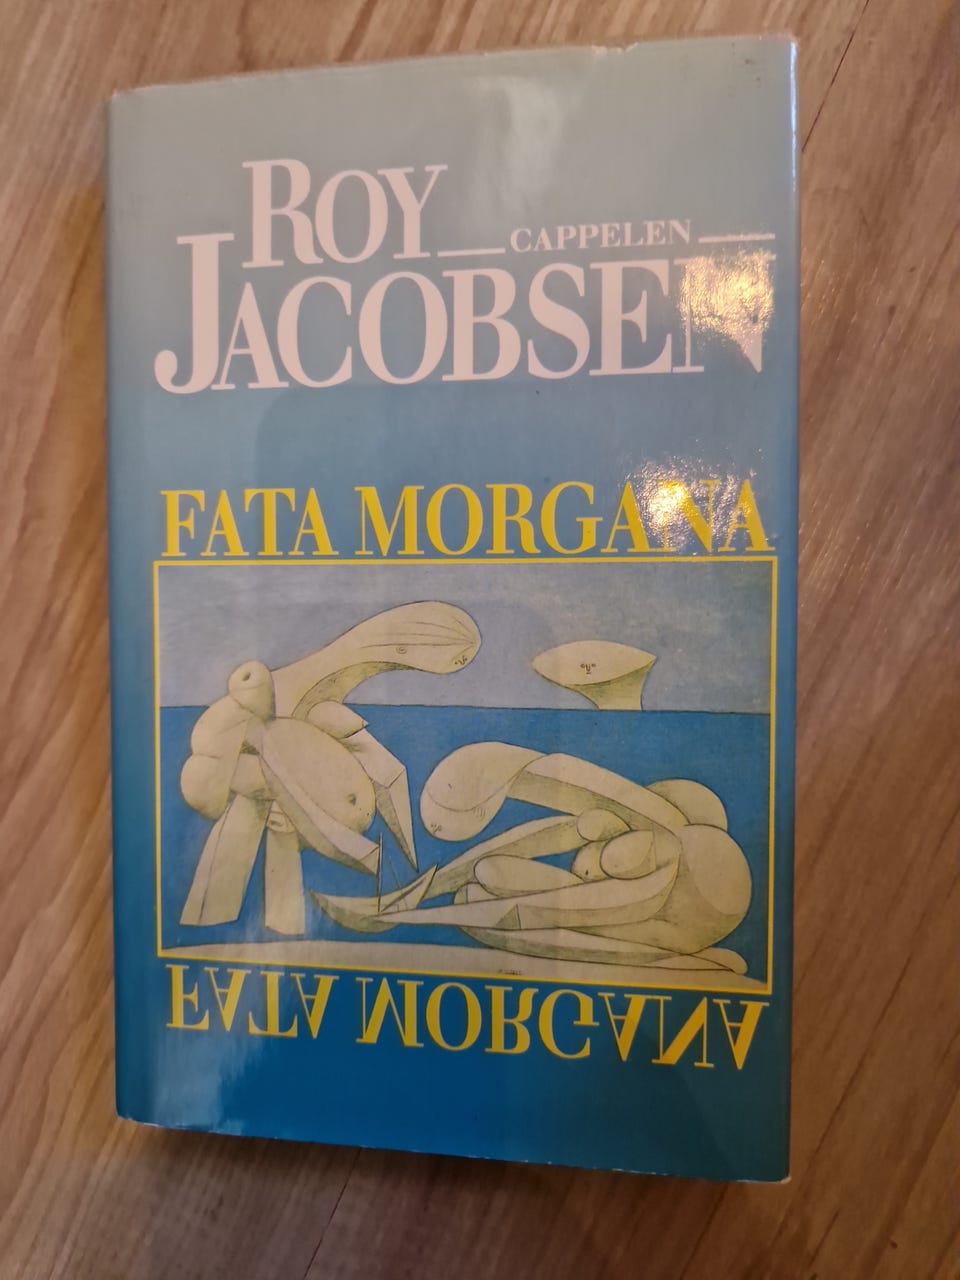 ROY
CAPPELEN
JACOBSEN
FATA MORGANA
FATA MORGANA